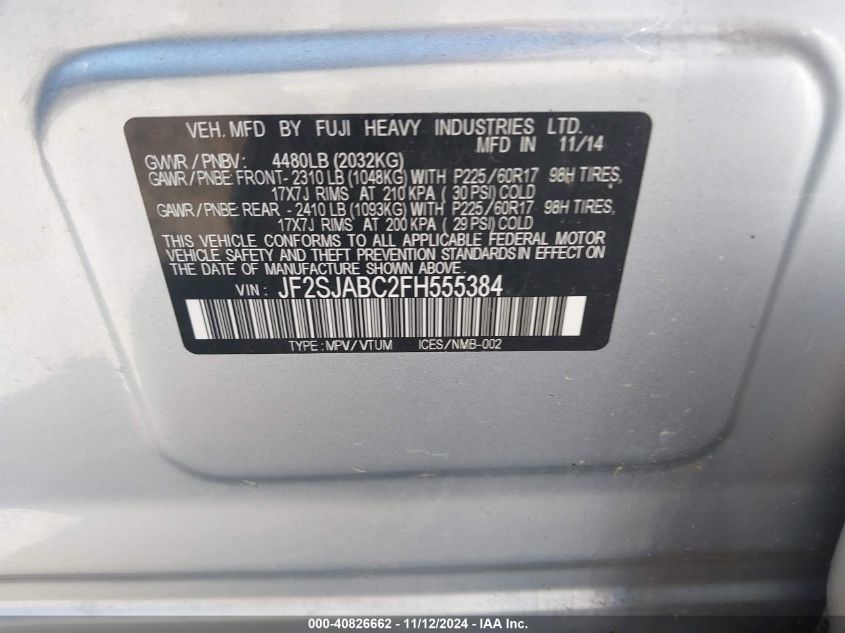 VEH. MFD BY FUJI HEAVY INDUSTRIES LTD.
MFD IN 11/14
GVWR / PNBV: 4480LB (2032KG)
GAWR/PNBE: FRONT- 2310 LB (1048KG) WITH P225/60R17 98H TIRES,
17X7J RIMS AT 210 KPA ( 30 PSI) COLD
GAWR/PNBE: REAR - 2410 LB (1093KG) WITH P225/60R17 98H TIRES,
17X7J RIMS AT 200 KPA ( 29 PSI) COLD
THIS VEHICLE CONFORMS TO ALL APPLICABLE FEDERAL MOTOR
VEHICLE SAFETY AND THEFT PREVENTION STANDARDS IN EFFECT ON
THE DATE OF MANUFACTURE SHOWN ABOVE.
VIN: JF2SJABC2FH555384
TYPE: MPV/VTUM ICES/NMB-002
000-40826662 - 11/12/2024 - IAA Inc.